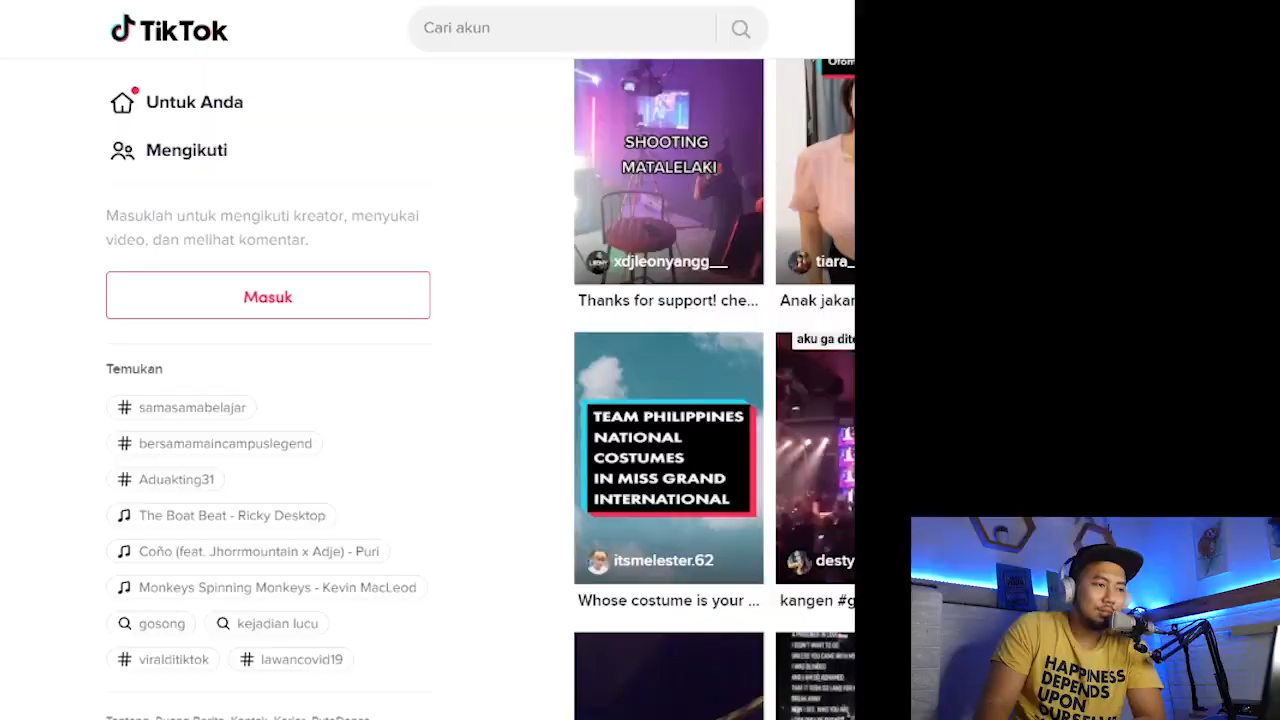 TikTok
Cari akun
Untuk Anda
Mengikuti
Masuklah untuk mengikuti kreator, menyukai
video, dan melihat komentar.
Masuk
Temukan
# samasamabelajar
# bersamamaincampuslegend
# Aduakting31
The Boat Beat - Ricky Desktop
Coño (feat. Jhorrmountain x Adje) - Puri
Monkeys Spinning Monkeys - Kevin MacLeod
gosong
kejadian lucu
# viralditiktok
# lawancovid19
SHOOTING
MATALELAKI
xdjleonyangg__
Thanks for support! che...
tiara_
Anak jakar
TEAM PHILIPPINES
NATIONAL
COSTUMES
IN MISS GRAND
INTERNATIONAL
itsmelester.62
Whose costume is your ...
aku ga dit
desty
kangen #g
HAPPINESS
DEPENDS
UPON
OURSELVES